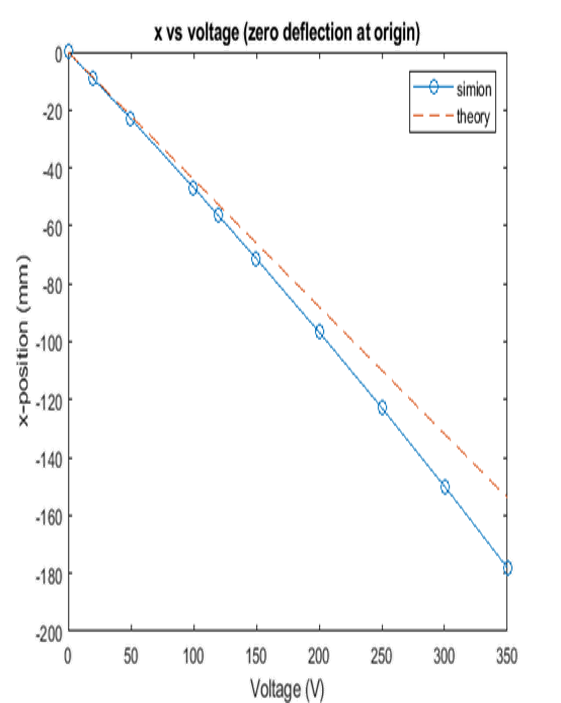 x vs voltage (zero deflection at origin)
simion
theory
0
-20
-40
-60
-80
-100
-120
-140
-160
-180
-200
x-position (mm)
0 50 100 150 200 250 300 350
Voltage (V)